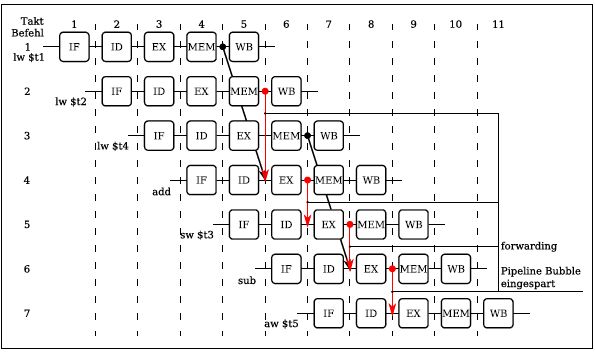 Takt 1 2 3 4 5 6 7 8 9 10 11
Befehl
1 IF ID EX MEM WB
lw $t1
2 IF ID EX MEM WB
lw $t2
3 IF ID EX MEM WB
lw $t4
4 IF ID EX MEM WB
add
5 IF ID EX MEM WB
sw $t3
forwarding
6 IF ID EX MEM WB
sub
Pipeline Bubble
eingespart
7 IF ID EX MEM WB
aw $t5